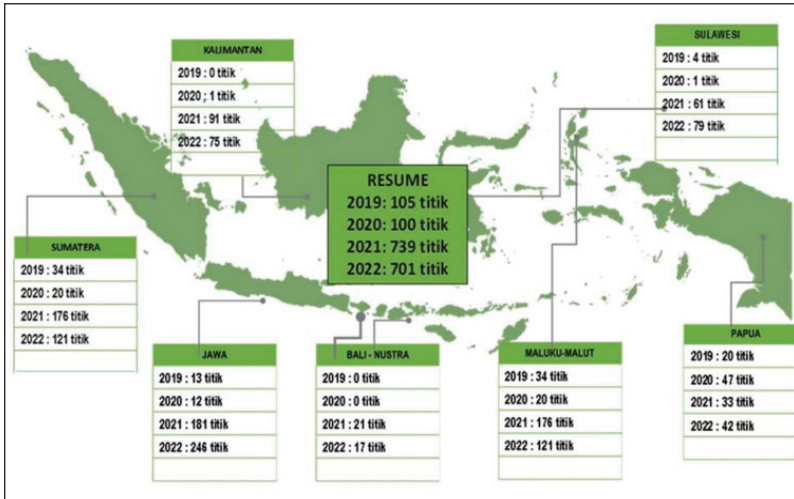 KALIMANTAN
2019 : 0 titik
2020 ; 1 titik
2021 : 91 titik
2022 : 75 titik
SULAWESI
2019 : 4 titik
2020 : 1 titik
2021 : 61 titik
2022 : 79 titik
RESUME
2019: 105 titik
2020: 100 titik
2021: 739 titik
2022: 701 titik
SUMATERA
2019 : 34 titik
2020 : 20 titik
2021 : 176 titik
2022 : 121 titik
JAWA
2019 : 13 titik
2020 : 12 titik
2021 : 181 titik
2022 : 246 titik
BALI - NUSTRA
2019 : 0 titik
2020 : 0 titik
2021 : 21 titik
2022 : 17 titik
MALUKU-MALUT
2019 : 34 titik
2020 : 20 titik
2021 : 176 titik
2022 : 121 titik
PAPUA
2019 : 20 titik
2020 : 47 titik
2021 : 33 titik
2022 : 42 titik